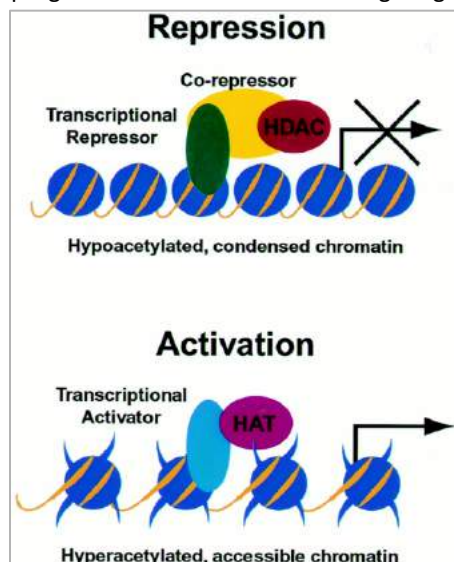 Repression
Co-repressor
Transcriptional
Repressor
HDAC
Hypoacetylated, condensed chromatin
Activation
Transcriptional
Activator
HAT
Hyperacetylated, accessible chromatin